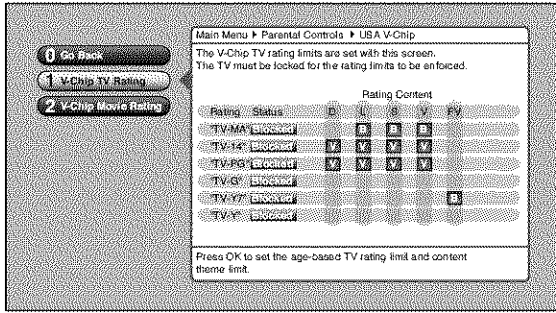 Main Menu ▶ Parental Controls ▶ USA V-Chip
0 Go Back
1 V-Chip TV Rating
2 V-Chip Movie Rating
The V-Chip TV rating limits are set with this screen.
The TV must be locked for the rating limits to be enforced.
Rating Content
Rating Status D L S V FV
"TV-MA" Blocked B B B
"TV-14" Blocked V V V V
"TV-PG" Blocked V V V V
"TV-G" Blocked
"TV-Y7" Blocked B
"TV-Y" Blocked
Press OK to set the age-based TV rating limit and content
theme limit.